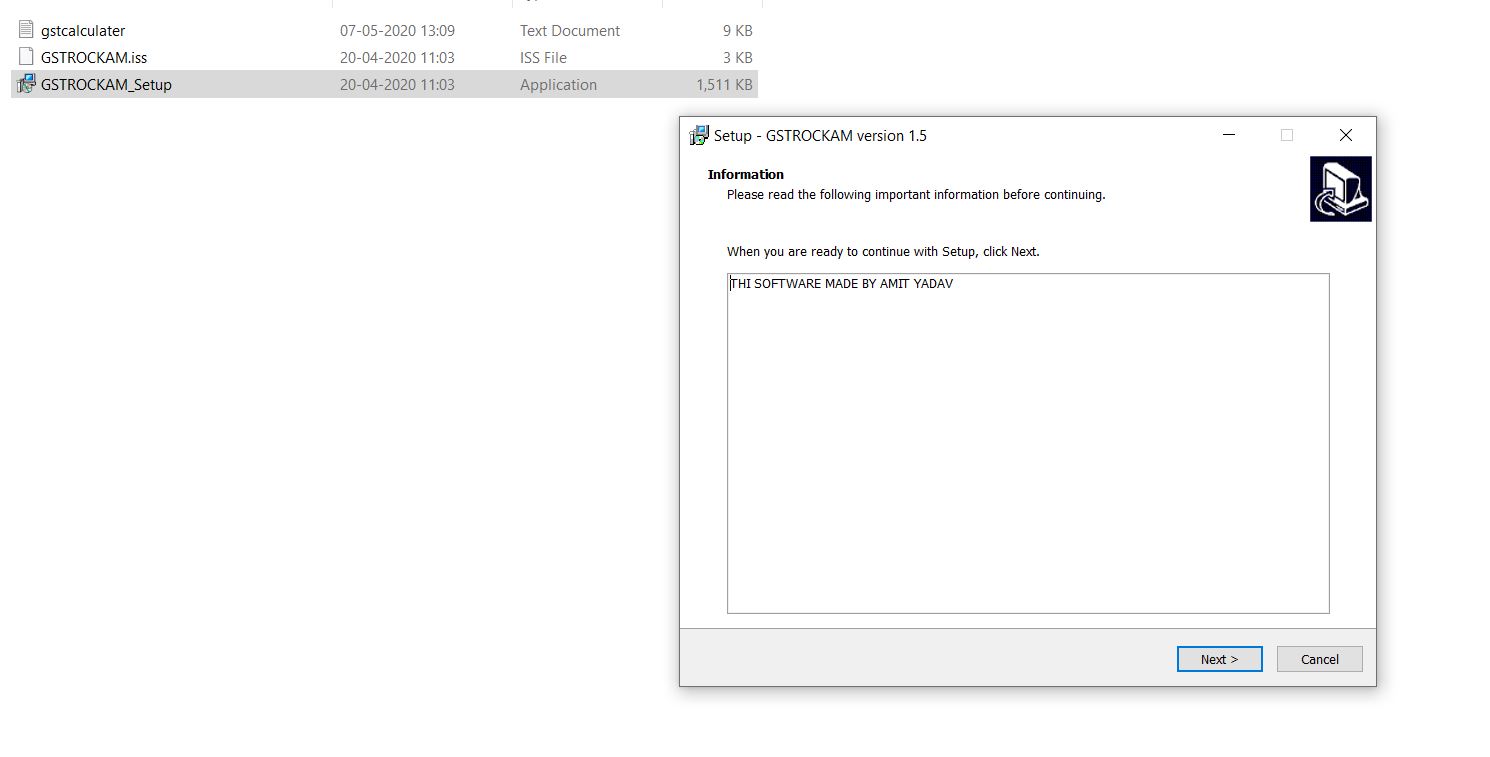 gstcalculater 07-05-2020 13:09 Text Document 9 KB
GSTROCKAM.iss 20-04-2020 11:03 ISS File 3 KB
GSTROCKAM_Setup 20-04-2020 11:03 Application 1,511 KB
Setup - GSTROCKAM version 1.5
Information
Please read the following important information before continuing.
When you are ready to continue with Setup, click Next.
THI SOFTWARE MADE BY AMIT YADAV
Next > Cancel